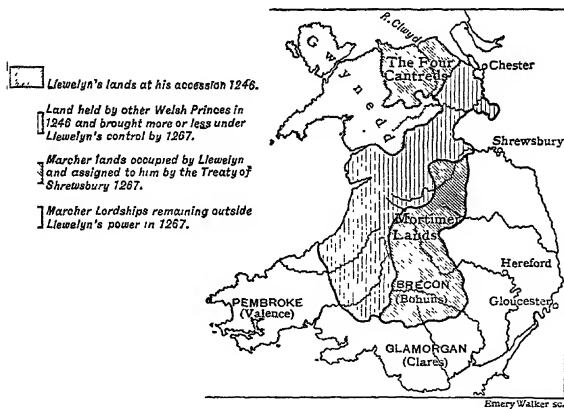 Llewelyn's lands at his accession 1246.
Land held by other Welsh Princes in
1246 and brought more or less under
Llewelyn's control by 1267.
Marcher lands occupied by Llewelyn
and assigned to him by the Treaty of
Shrewsbury 1267.
Marcher Lordships remaining outside
Llewelyn's power in 1267.
R. Clwyd
Gwynedd
The Four
Cantreds
Chester
Shrewsbury
Mortimer
Lands
Hereford
BRECON
(Bohuns)
Gloucester
PEMBROKE
(Valence)
GLAMORGAN
(Clares)
Emery Walker sc.